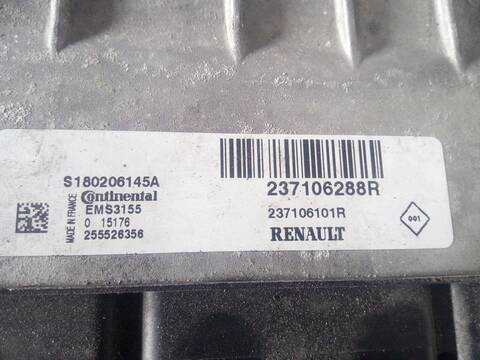 S180206145A
Continental
EMS3155
0 15176
255526356
MADE IN FRANCE
237106288R
237106101R
RENAULT
001